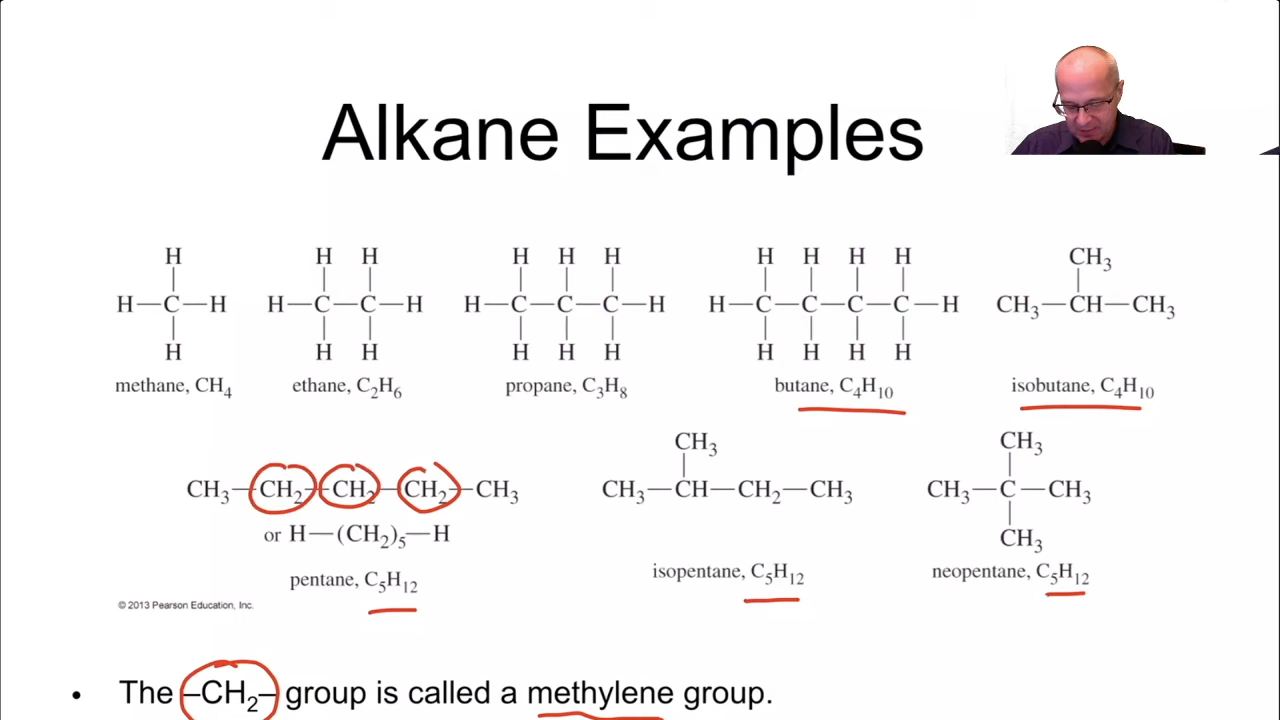 Alkane Examples
H H H H H H H H H H CH₃
H—C—H H—C—C—H H—C—C—C—H H—C—C—C—C—H CH₃—CH—CH₃
H H H H H H H H H H
methane, CH₄ ethane, C₂H₆ propane, C₃H₈ butane, C₄H₁₀ isobutane, C₄H₁₀
CH₃ CH₃
CH₃—CH₂—CH₂—CH₂—CH₃ CH₃—CH—CH₂—CH₃ CH₃—C—CH₃
or H—(CH₂)₅—H CH₃
pentane, C₅H₁₂ isopentane, C₅H₁₂ neopentane, C₅H₁₂
© 2013 Pearson Education, Inc.
• The –CH₂– group is called a methylene group.